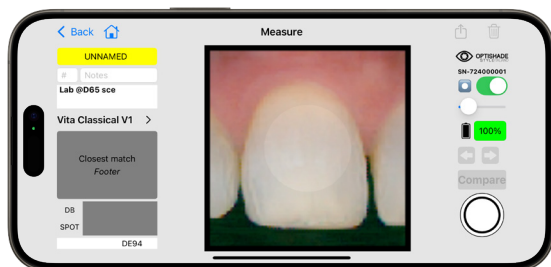 Back
Measure
UNNAMED
# Notes
Lab @D65 sce
Vita Classical V1 >
Closest match
Footer
DB
SPOT
DE94
OPTISHADE
STYLEITALIANO
SN-724000001
100%
Compare